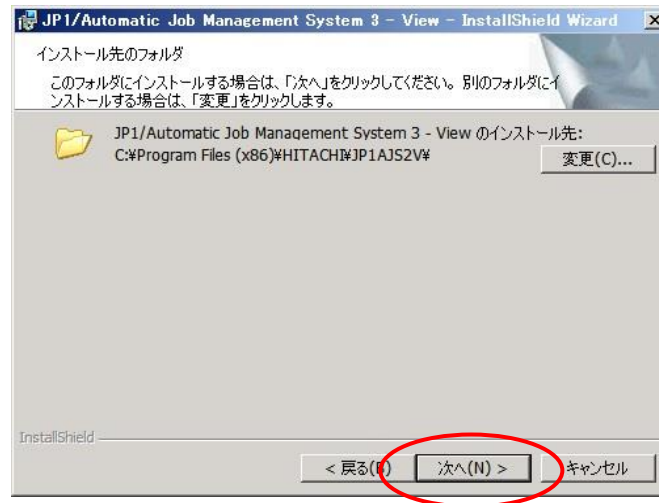 JP1/Automatic Job Management System 3 - View - InstallShield Wizard
インストール先のフォルダ
このフォルダにインストールする場合は、「次へ」をクリックしてください。別のフォルダにイ
ンストールする場合は、「変更」をクリックします。
JP1/Automatic Job Management System 3 - View のインストール先:
C:¥Program Files (x86)¥HITACHI¥JP1AJS2V¥
変更(C)...
InstallShield
< 戻る(B) 次へ(N) > キャンセル